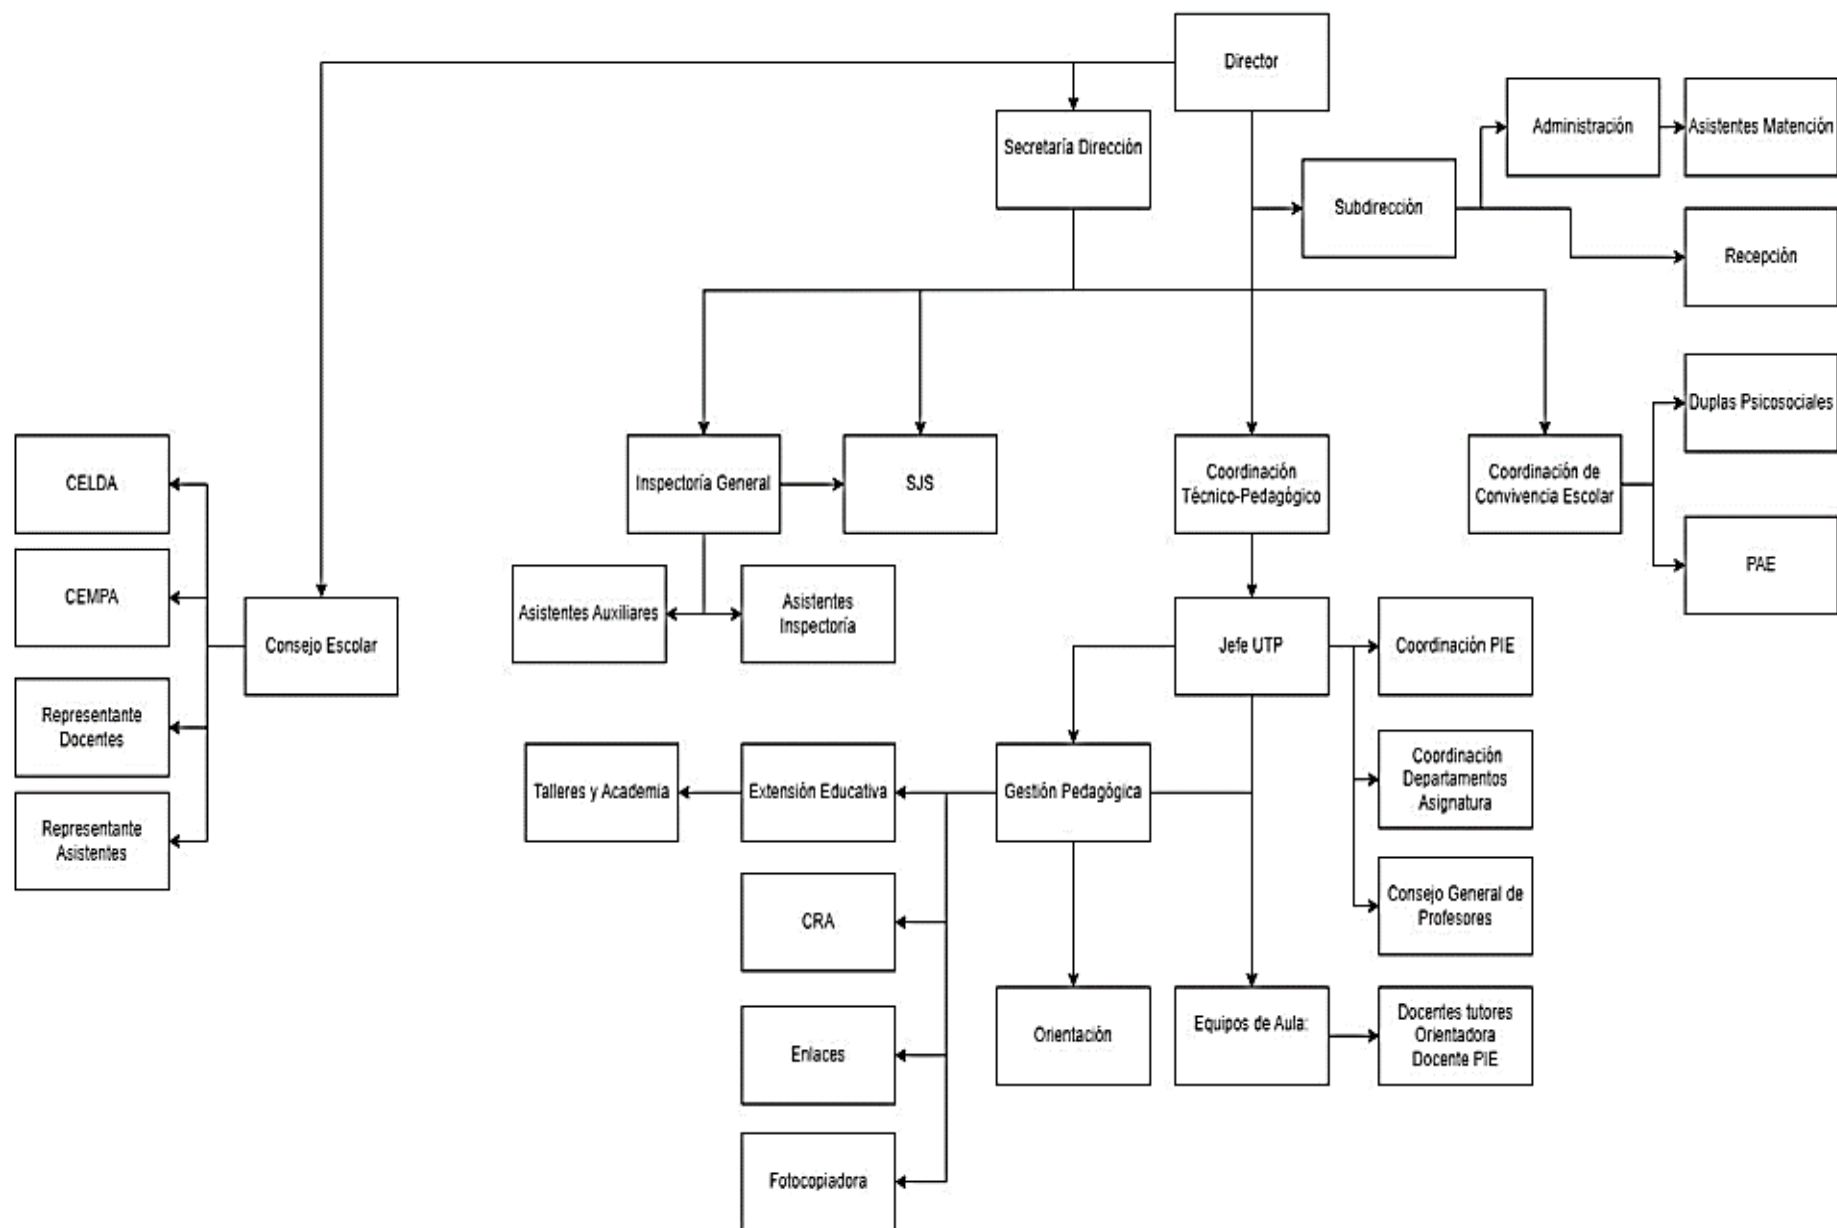 Director
Secretaría Dirección
Administración
Asistentes Matención
Subdirección
Recepción
Duplas Psicosociales
CELDA
Inspectoría General
SJS
Coordinación
Técnico-Pedagógico
Coordinación de
Convivencia Escolar
PAE
CEMPA
Asistentes Auxiliares
Asistentes
Inspectoría
Consejo Escolar
Jefe UTP
Coordinación PIE
Representante
Docentes
Talleres y Academia
Extensión Educativa
Gestión Pedagógica
Coordinación
Departamentos
Asignatura
Representante
Asistentes
CRA
Consejo General de
Profesores
Enlaces
Orientación
Equipos de Aula:
Docentes tutores
Orientadora
Docente PIE
Fotocopiadora